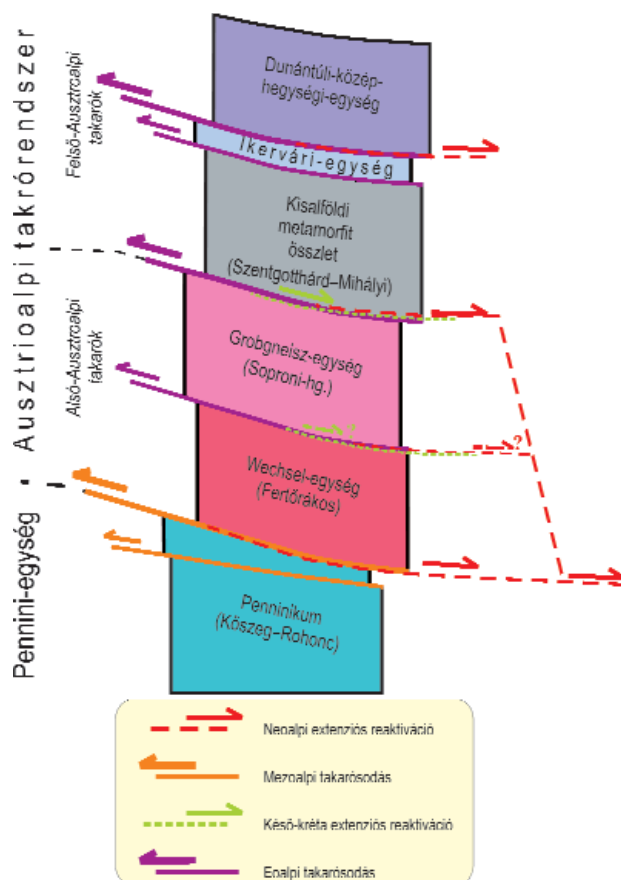 Dunántúli-közép-
hegységi-egység
Ikervári-egység
Kisalföldi
metamorfit
összlet
(Szentgotthárd–Mihályi)
Grobgneisz-egység
(Soproni-hg.)
?
Wechsel-egység
(Fertőrákos)
?
Penninikum
(Kőszeg–Rohonc)
Felső-Ausztroalpi
takarók
Alsó-Ausztroalpi
takarók
Ausztrioalpi takrórendszer
Pennini-egység
Neoalpi extenziós reaktiváció
Mezoalpi takarósodás
Késő-kréta extenziós reaktiváció
Eoalpi takarósodás